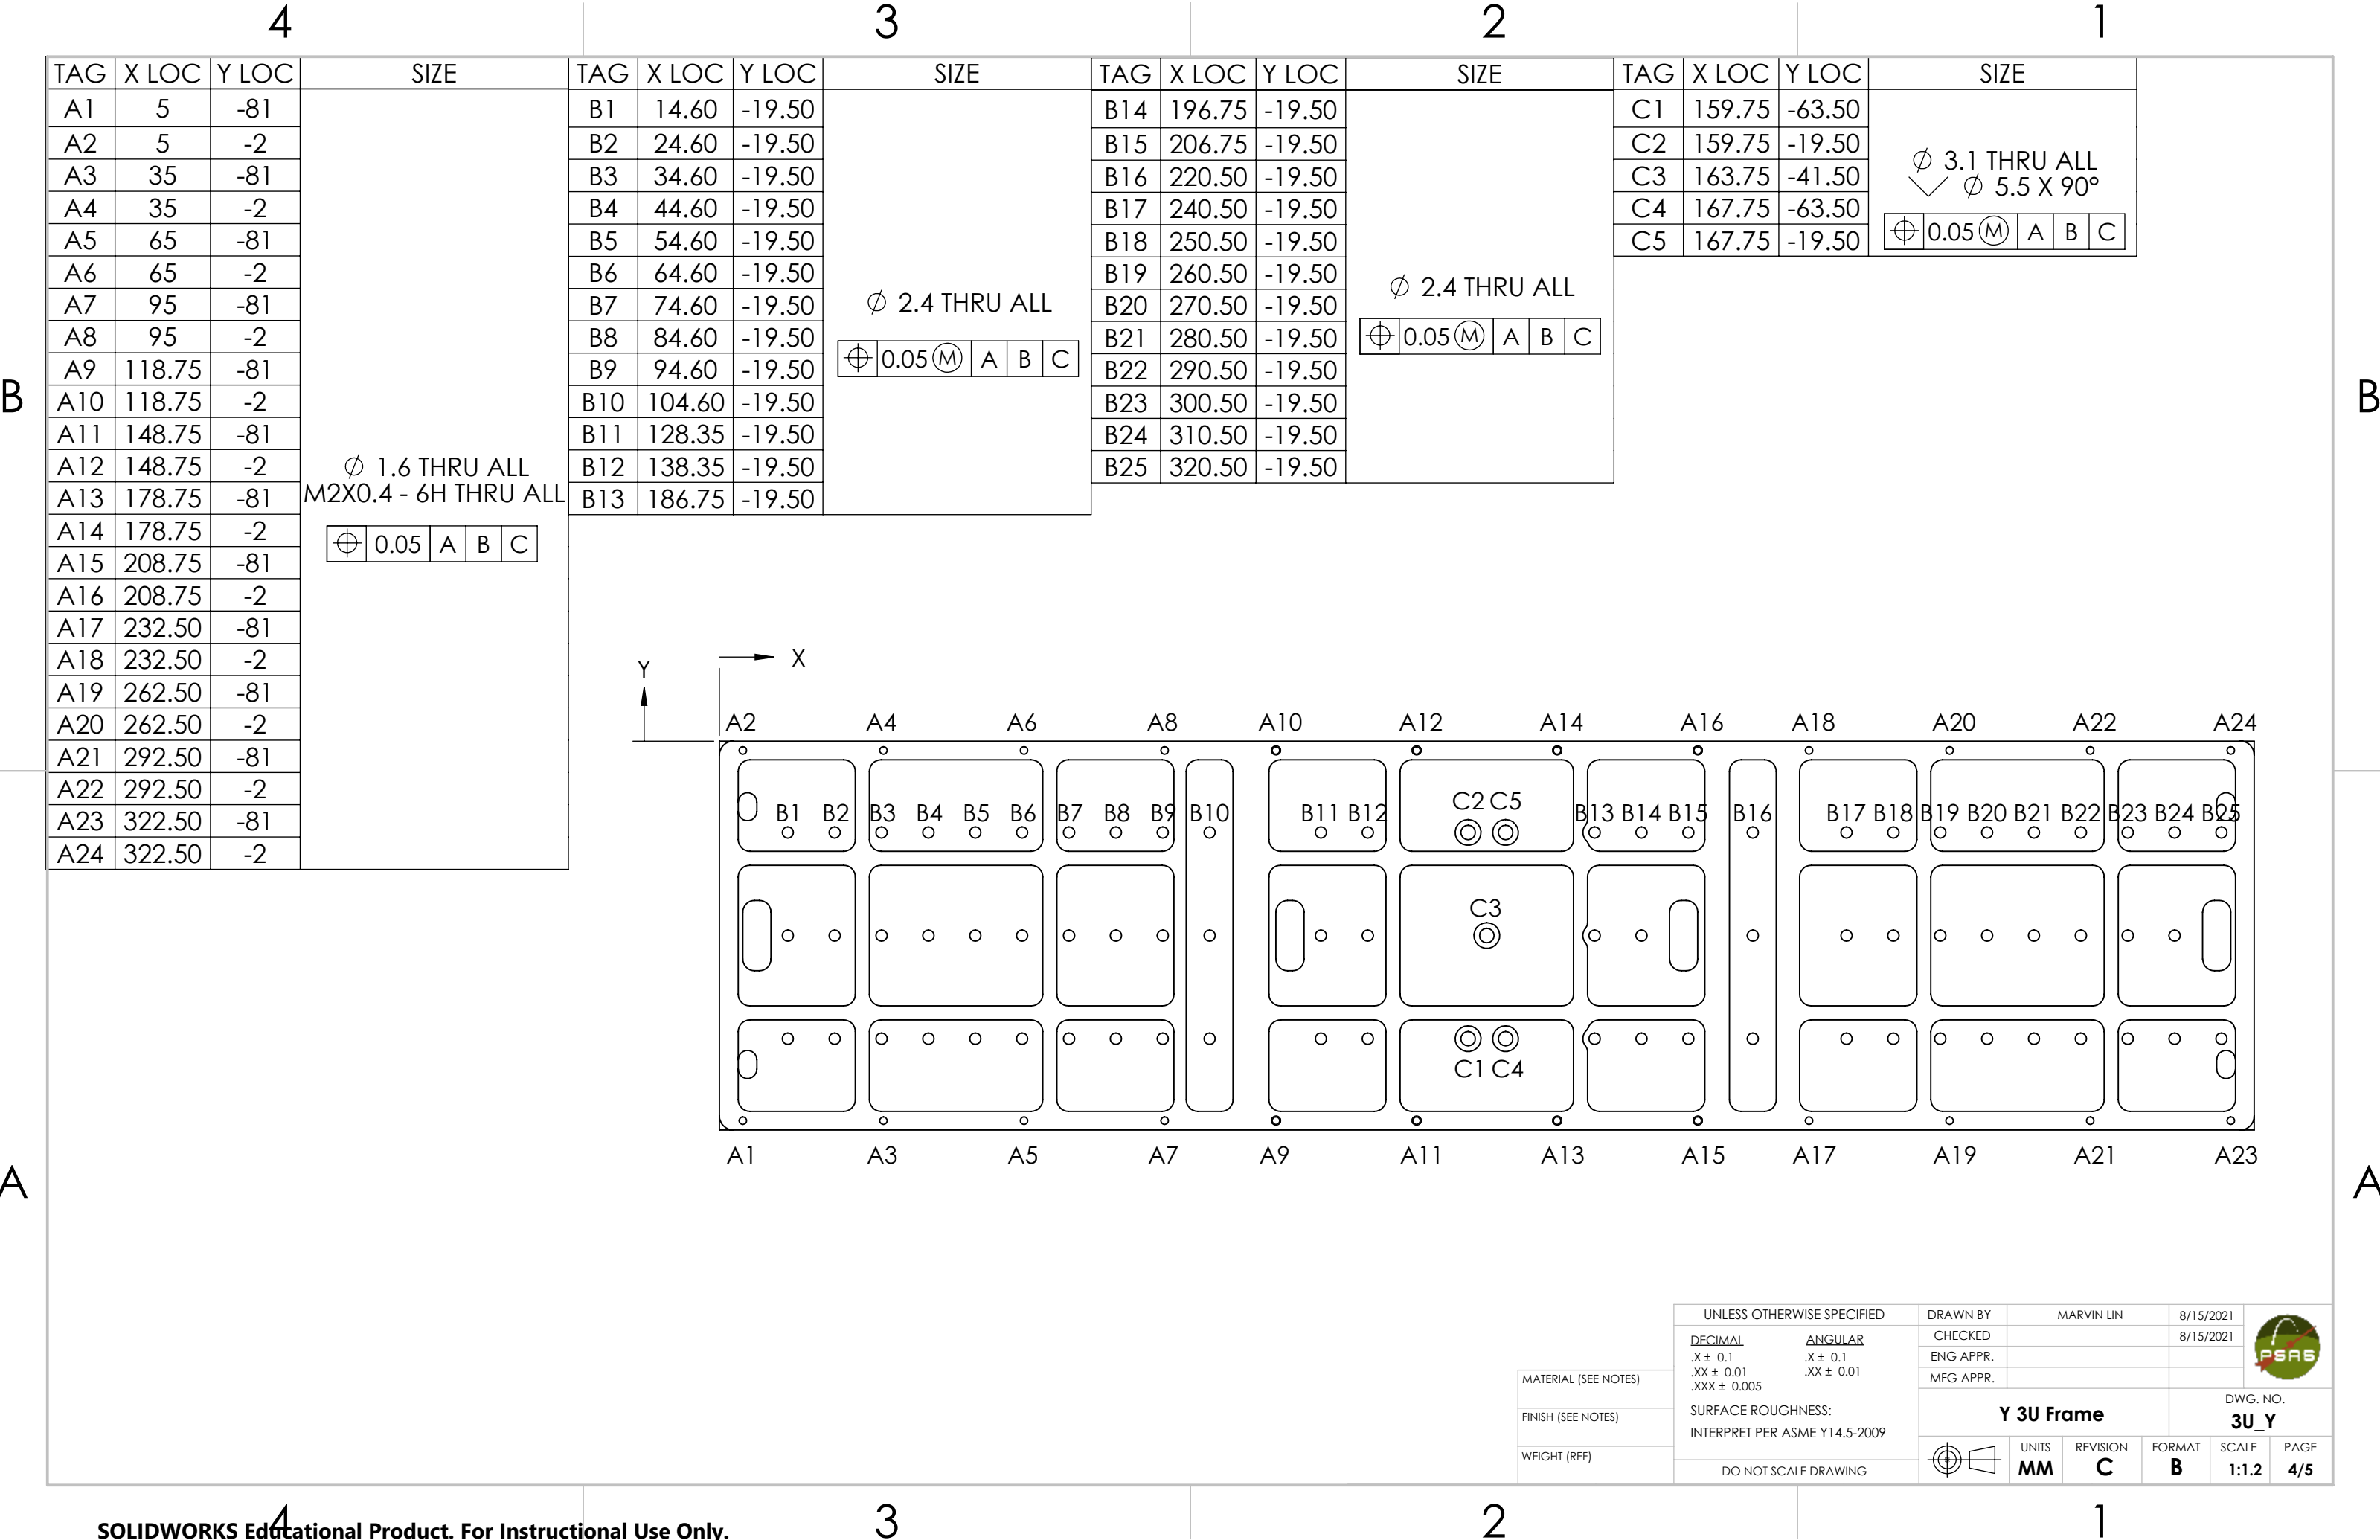 4 3 2 1
TAG X LOC Y LOC SIZE
A1 5 -81
A2 5 -2
A3 35 -81
A4 35 -2
A5 65 -81
A6 65 -2
A7 95 -81
A8 95 -2
A9 118.75 -81
A10 118.75 -2
A11 148.75 -81
A12 148.75 -2
A13 178.75 -81
A14 178.75 -2
A15 208.75 -81
A16 208.75 -2
A17 232.50 -81
A18 232.50 -2
A19 262.50 -81
A20 262.50 -2
A21 292.50 -81
A22 292.50 -2
A23 322.50 -81
A24 322.50 -2
∅ 1.6 THRU ALL
M2X0.4 - 6H THRU ALL
⌖ 0.05 A B C
TAG X LOC Y LOC SIZE
B1 14.60 -19.50
B2 24.60 -19.50
B3 34.60 -19.50
B4 44.60 -19.50
B5 54.60 -19.50
B6 64.60 -19.50
B7 74.60 -19.50
B8 84.60 -19.50
B9 94.60 -19.50
B10 104.60 -19.50
B11 128.35 -19.50
B12 138.35 -19.50
B13 186.75 -19.50
∅ 2.4 THRU ALL
⌖ 0.05 Ⓜ A B C
TAG X LOC Y LOC SIZE
B14 196.75 -19.50
B15 206.75 -19.50
B16 220.50 -19.50
B17 240.50 -19.50
B18 250.50 -19.50
B19 260.50 -19.50
B20 270.50 -19.50
B21 280.50 -19.50
B22 290.50 -19.50
B23 300.50 -19.50
B24 310.50 -19.50
B25 320.50 -19.50
∅ 2.4 THRU ALL
⌖ 0.05 Ⓜ A B C
TAG X LOC Y LOC SIZE
C1 159.75 -63.50
C2 159.75 -19.50
C3 163.75 -41.50
C4 167.75 -63.50
C5 167.75 -19.50
∅ 3.1 THRU ALL
⌵ ∅ 5.5 X 90°
⌖ 0.05 Ⓜ A B C
B B
Y X
A2 A4 A6 A8 A10 A12 A14 A16 A18 A20 A22 A24
C2 C5
B1 B2 B3 B4 B5 B6 B7 B8 B9 B10 B11 B12 B13 B14 B15 B16 B17 B18 B19 B20 B21 B22 B23 B24 B25
C3
C1 C4
A1 A3 A5 A7 A9 A11 A13 A15 A17 A19 A21 A23
A A
MATERIAL (SEE NOTES)
FINISH (SEE NOTES)
WEIGHT (REF)
UNLESS OTHERWISE SPECIFIED
DECIMAL ANGULAR
.X ± 0.1 .X ± 0.1
.XX ± 0.01 .XX ± 0.01
.XXX ± 0.005
SURFACE ROUGHNESS:
INTERPRET PER ASME Y14.5-2009
DO NOT SCALE DRAWING
DRAWN BY MARVIN LIN 8/15/2021
CHECKED 8/15/2021
ENG APPR.
MFG APPR.
PSAS
Y 3U Frame
DWG. NO.
3U_Y
UNITS REVISION FORMAT SCALE PAGE
MM C B 1:1.2 4/5
4 3 2 1
SOLIDWORKS Educational Product. For Instructional Use Only.